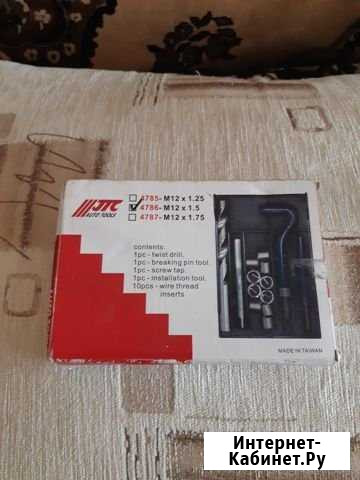 JTC
AUTO TOOLS
4785-M12 x 1.25
4786-M12 x 1.5
4787-M12 x 1.75
contents:
1pc - twist drill.
1pc - breaking pin tool.
1pc - screw tap.
1pc - installation tool.
10pcs - wire thread
inserts
MADE IN TAIWAN
Интернет-
Кабинет.Ру